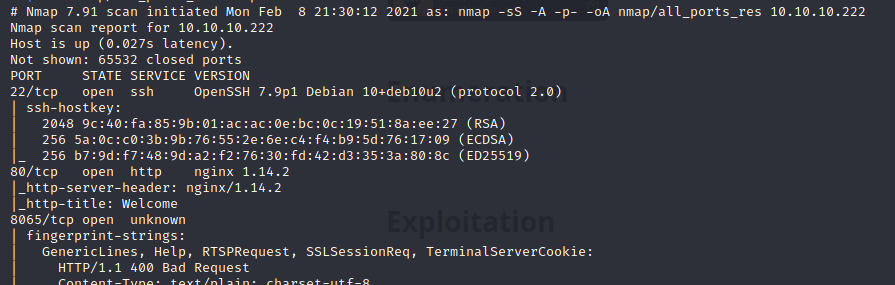 # Nmap 7.91 scan initiated Mon Feb  8 21:30:12 2021 as: nmap -sS -A -p- -oA nmap/all_ports_res 10.10.10.222
Nmap scan report for 10.10.10.222
Host is up (0.027s latency).
Not shown: 65532 closed ports
PORT     STATE SERVICE VERSION
22/tcp   open  ssh     OpenSSH 7.9p1 Debian 10+deb10u2 (protocol 2.0)
Enumeration
| ssh-hostkey:
|   2048 9c:40:fa:85:9b:01:ac:ac:0e:bc:0c:19:51:8a:ee:27 (RSA)
|   256 5a:0c:c0:3b:9b:76:55:2e:6e:c4:f4:b9:5d:76:17:09 (ECDSA)
|_  256 b7:9d:f7:48:9d:a2:f2:76:30:fd:42:d3:35:3a:80:8c (ED25519)
80/tcp   open  http    nginx 1.14.2
|_http-server-header: nginx/1.14.2
|_http-title: Welcome
8065/tcp open  unknown
Exploitation
| fingerprint-strings:
|   GenericLines, Help, RTSPRequest, SSLSessionReq, TerminalServerCookie:
|     HTTP/1.1 400 Bad Request
|     Content-Type: text/plain; charset=utf-8